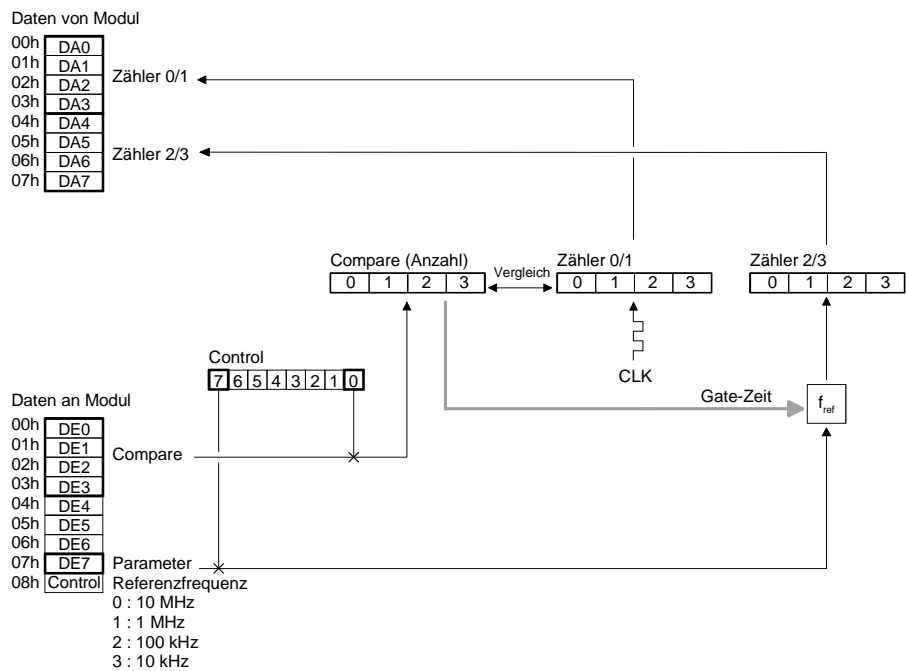 Daten von Modul
00h DA0
01h DA1
02h DA2
03h DA3
Zähler 0/1
04h DA4
05h DA5
06h DA6
07h DA7
Zähler 2/3
Compare (Anzahl)
0 1 2 3
Vergleich
Zähler 0/1
0 1 2 3
Zähler 2/3
0 1 2 3
CLK
Control
7 6 5 4 3 2 1 0
Gate-Zeit
fref
Daten an Modul
00h DE0
01h DE1
02h DE2
03h DE3
Compare
04h DE4
05h DE5
06h DE6
07h DE7 Parameter
08h Control Referenzfrequenz
0 : 10 MHz
1 : 1 MHz
2 : 100 kHz
3 : 10 kHz